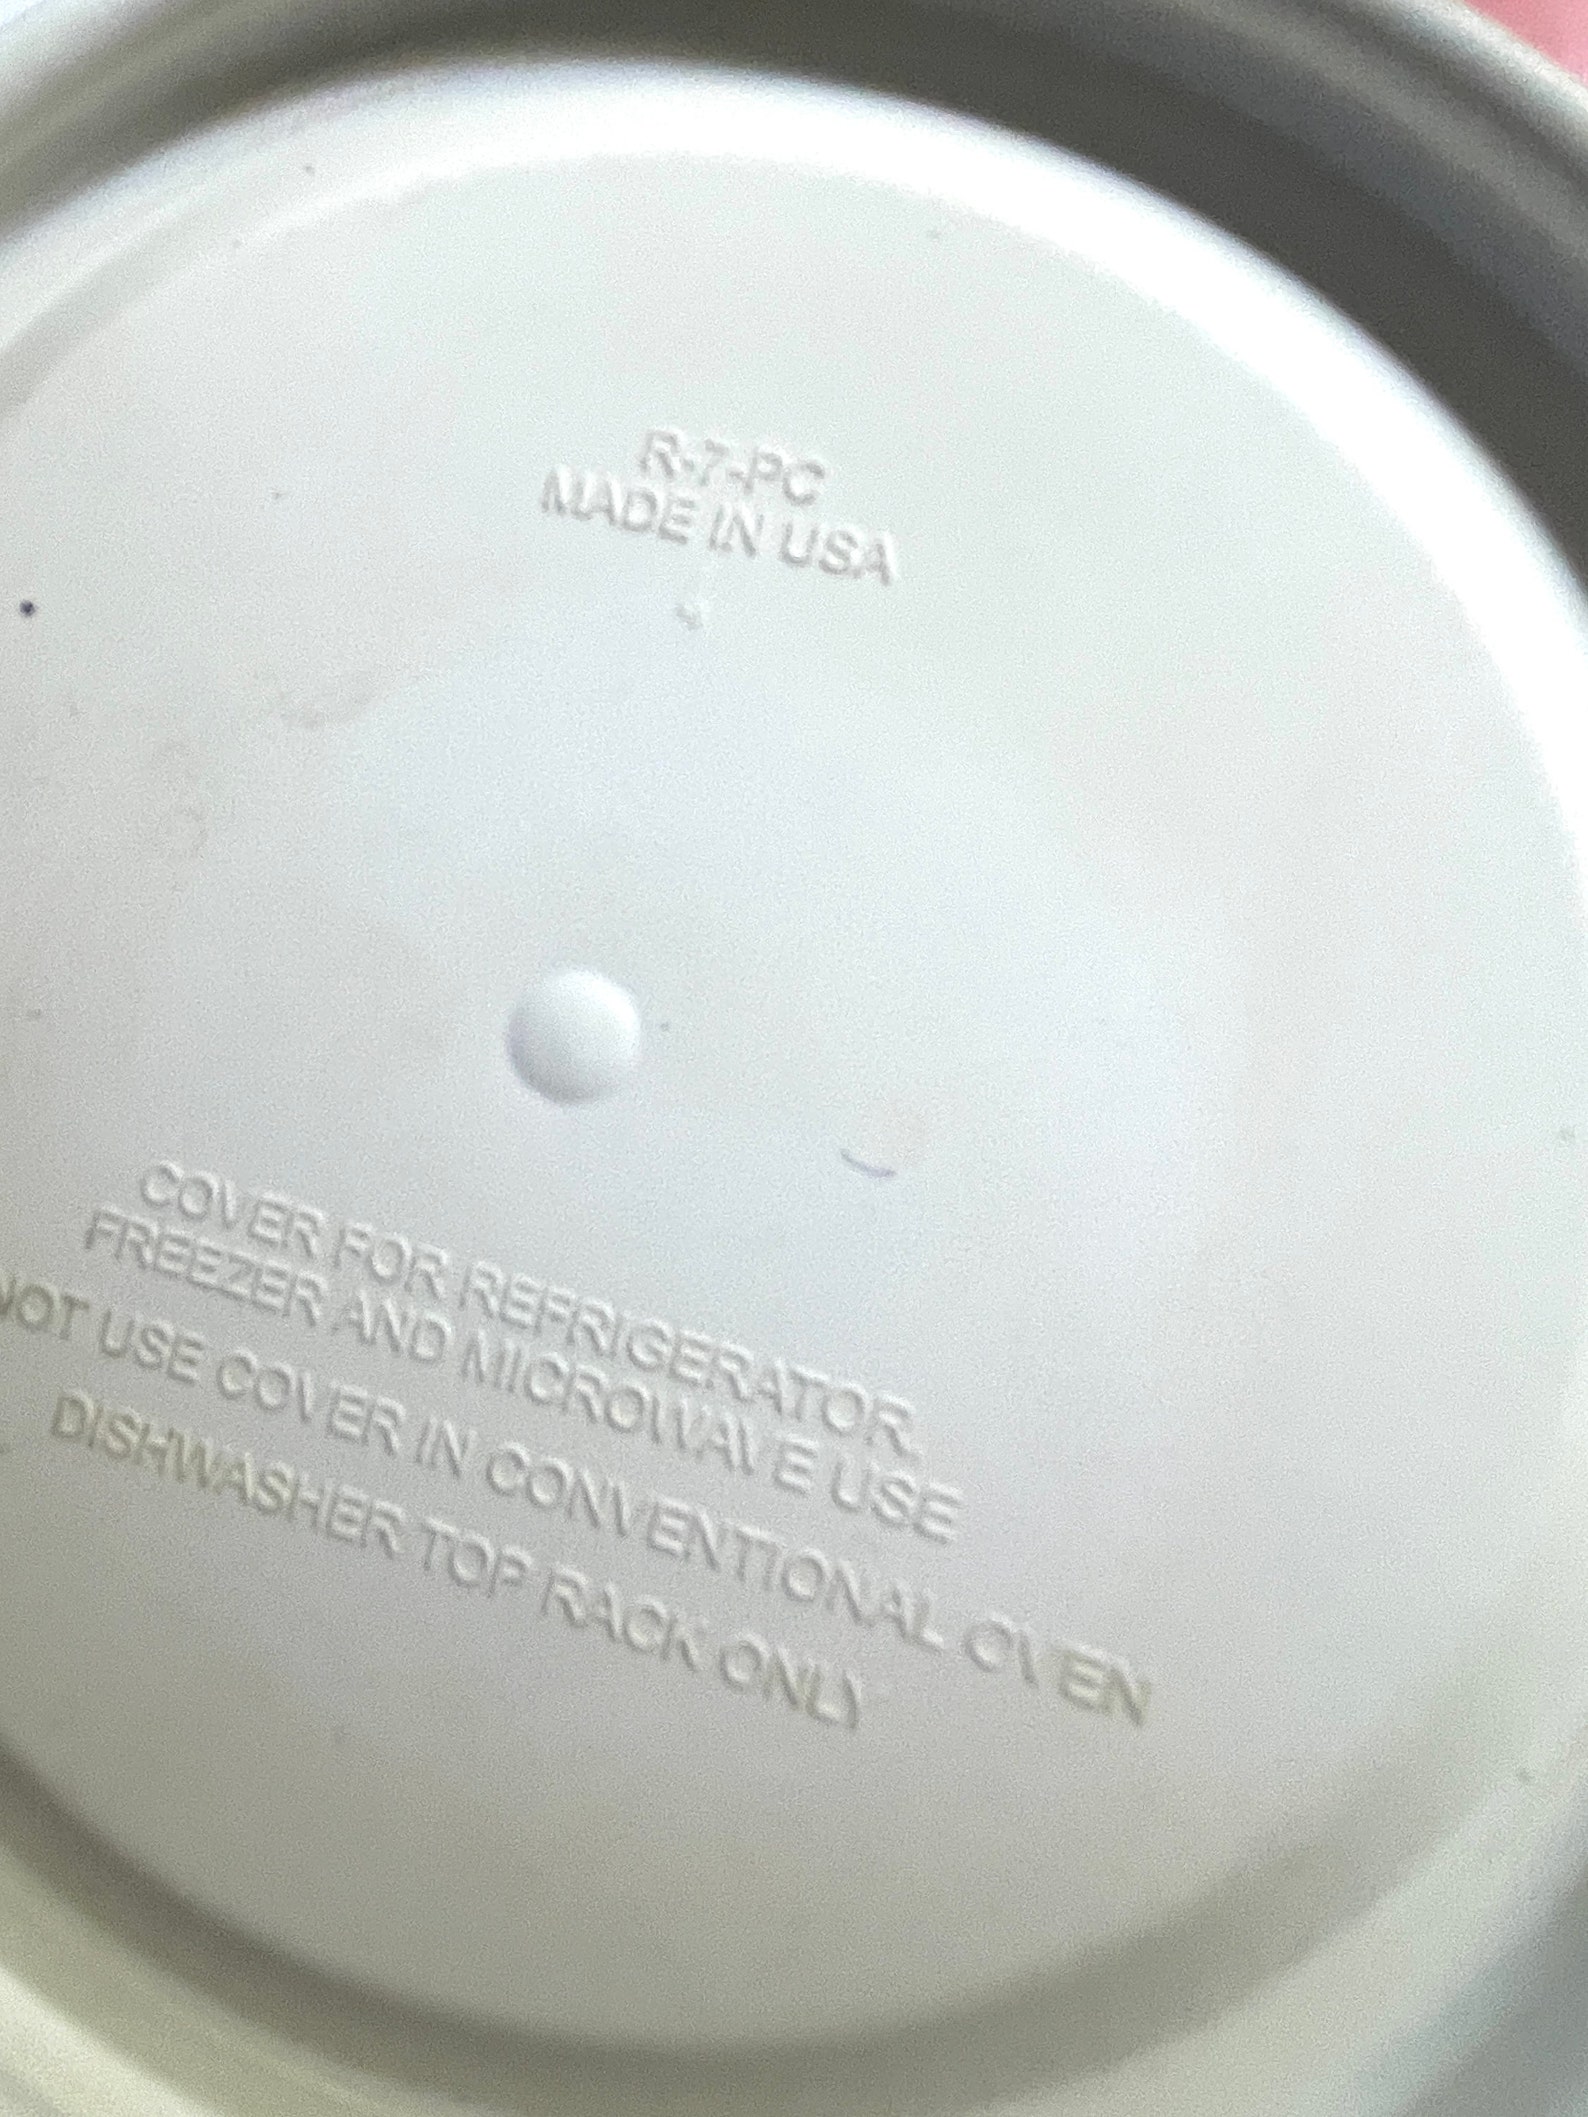 R-7-PC
MADE IN USA
COVER FOR REFRIGERATOR,
FREEZER AND MICROWAVE USE
NOT USE COVER IN CONVENTIONAL OVEN
DISHWASHER TOP RACK ONLY